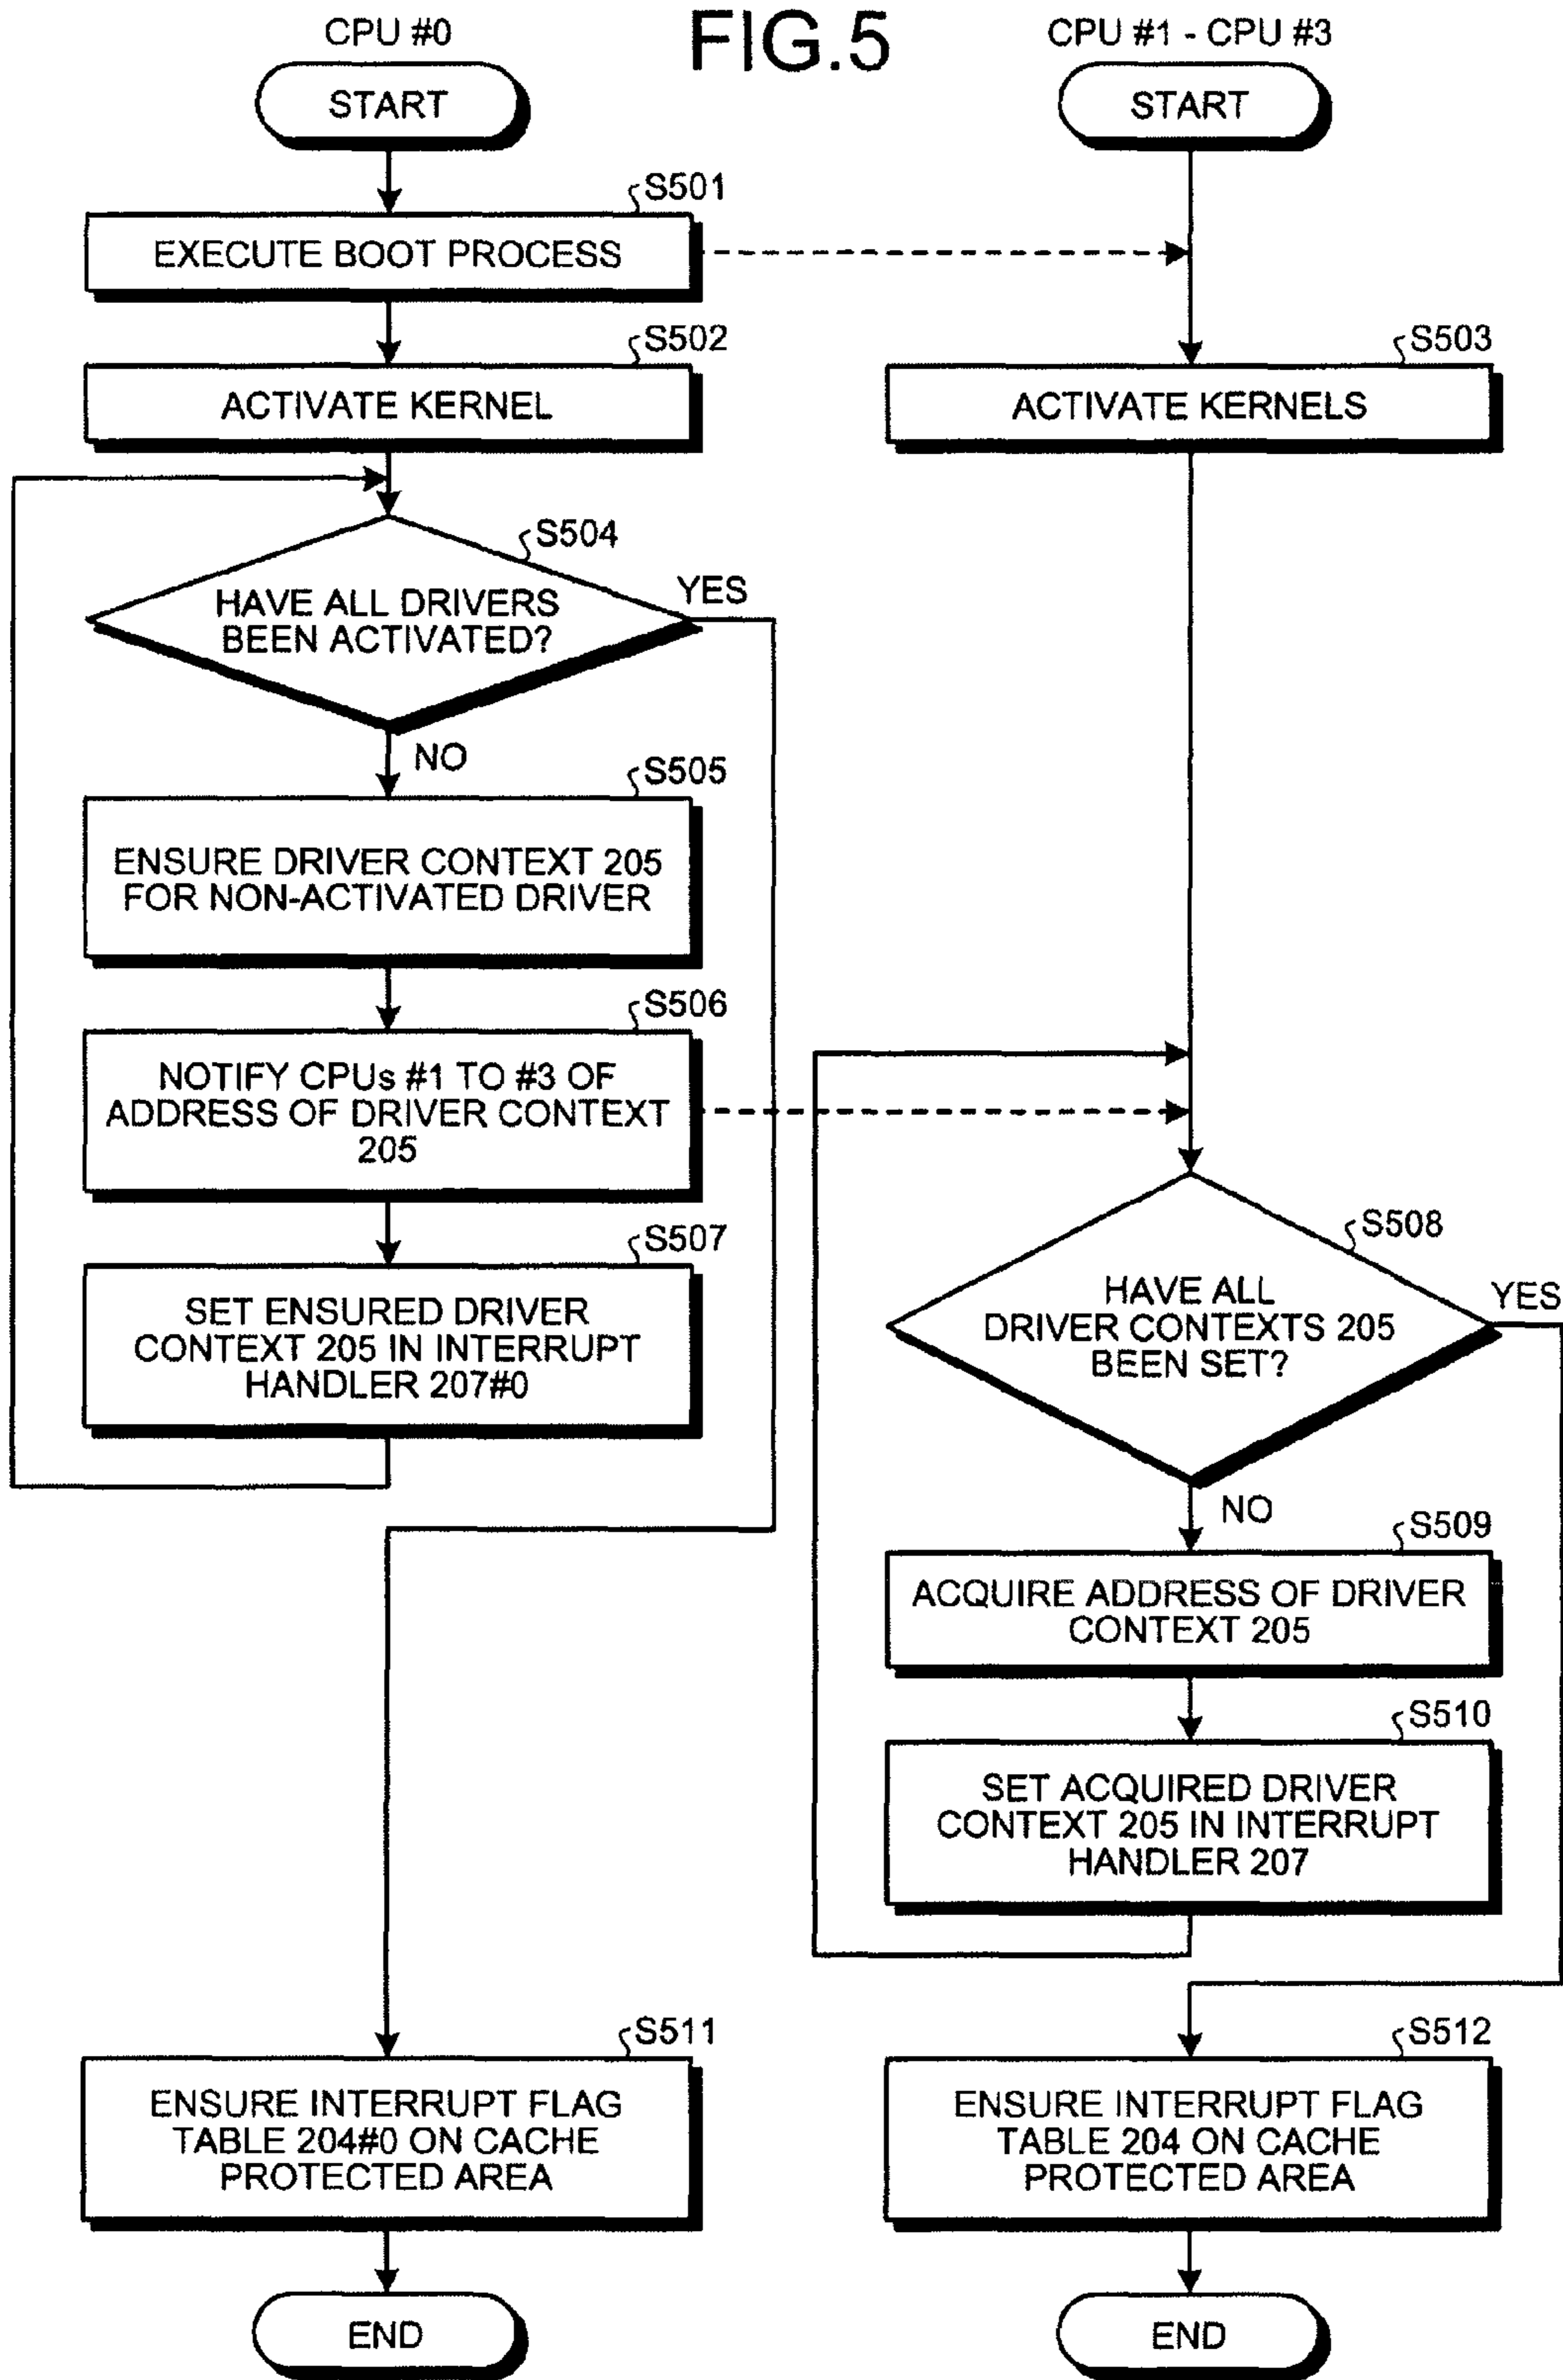 FIG.5
CPU #0
START
S501
EXECUTE BOOT PROCESS
S502
ACTIVATE KERNEL
S504
HAVE ALL DRIVERS
BEEN ACTIVATED?
YES
NO
S505
ENSURE DRIVER CONTEXT 205
FOR NON-ACTIVATED DRIVER
S506
NOTIFY CPUs #1 TO #3 OF
ADDRESS OF DRIVER CONTEXT
205
S507
SET ENSURED DRIVER
CONTEXT 205 IN INTERRUPT
HANDLER 207#0
S511
ENSURE INTERRUPT FLAG
TABLE 204#0 ON CACHE
PROTECTED AREA
END
CPU #1 - CPU #3
START
S503
ACTIVATE KERNELS
S508
HAVE ALL
DRIVER CONTEXTS 205
BEEN SET?
YES
NO
S509
ACQUIRE ADDRESS OF DRIVER
CONTEXT 205
S510
SET ACQUIRED DRIVER
CONTEXT 205 IN INTERRUPT
HANDLER 207
S512
ENSURE INTERRUPT FLAG
TABLE 204 ON CACHE
PROTECTED AREA
END